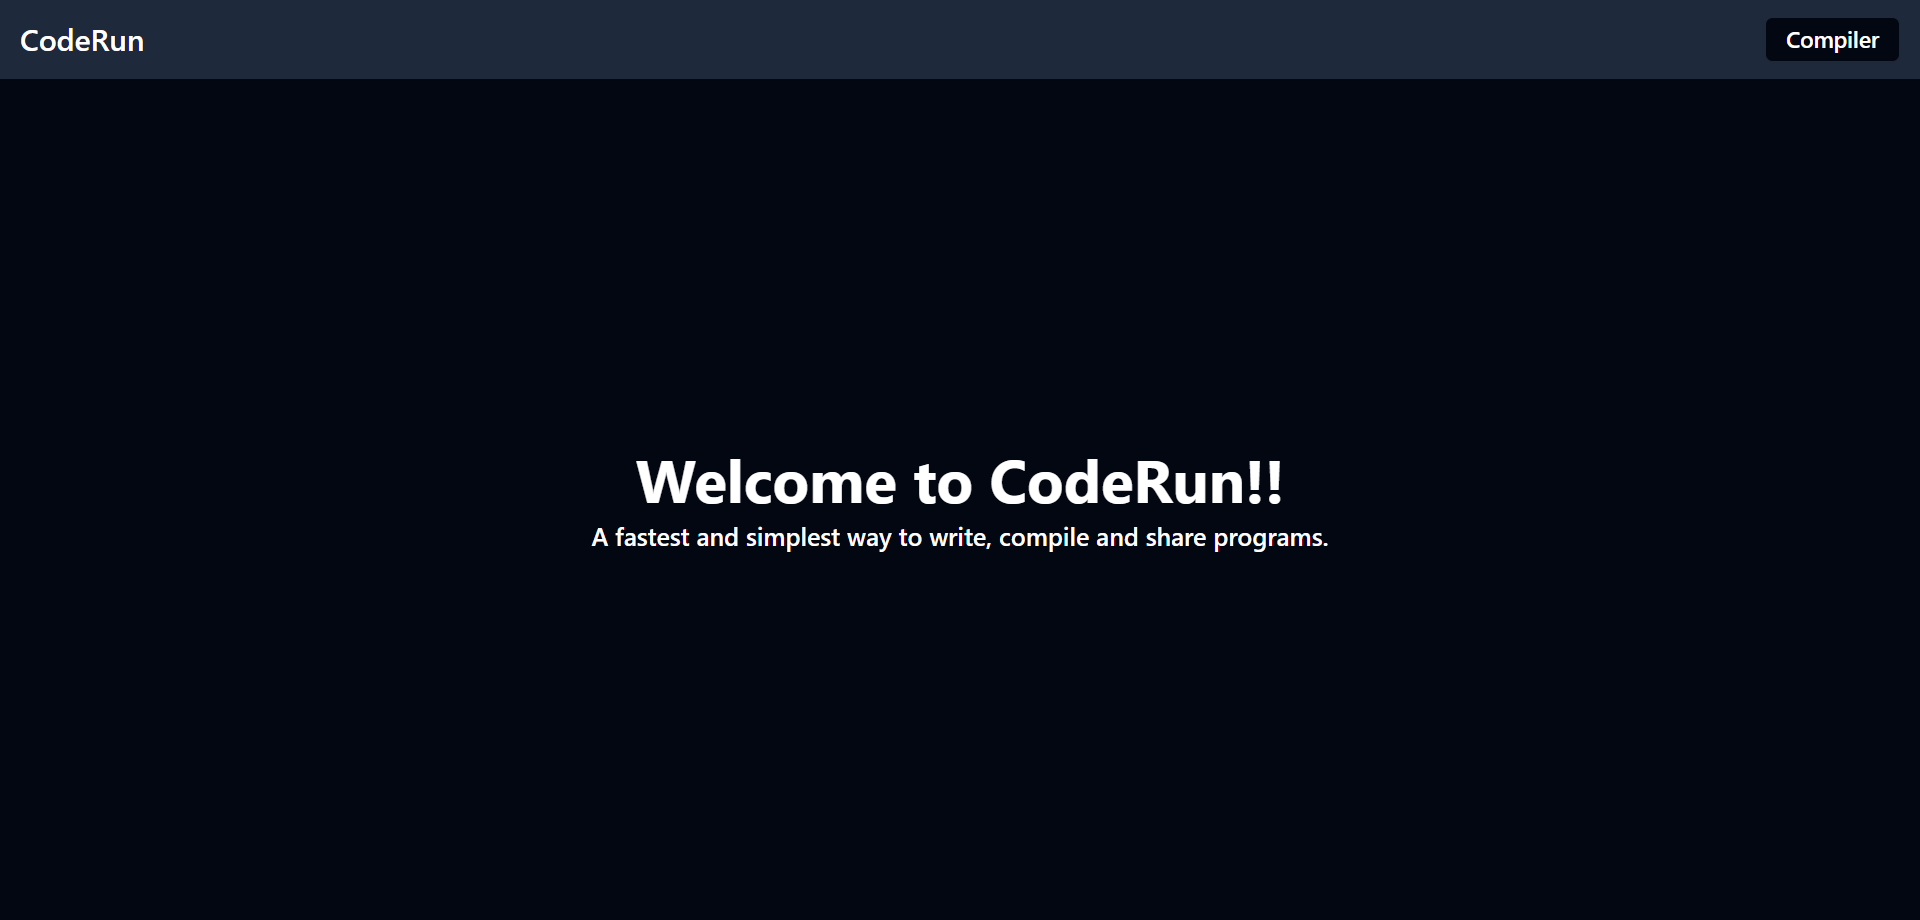 CodeRun
Compiler
Welcome to CodeRun!!
A fastest and simplest way to write, compile and share programs.